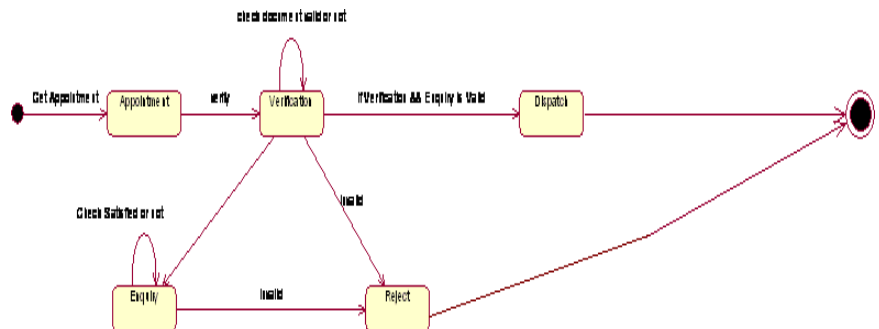 check document valid or not
Get Appointment
Appointment
verify
Verification
If Verification && Enquiry is Valid
Dispatch
Invalid
Check Satisfied or not
Enquiry
Invalid
Reject